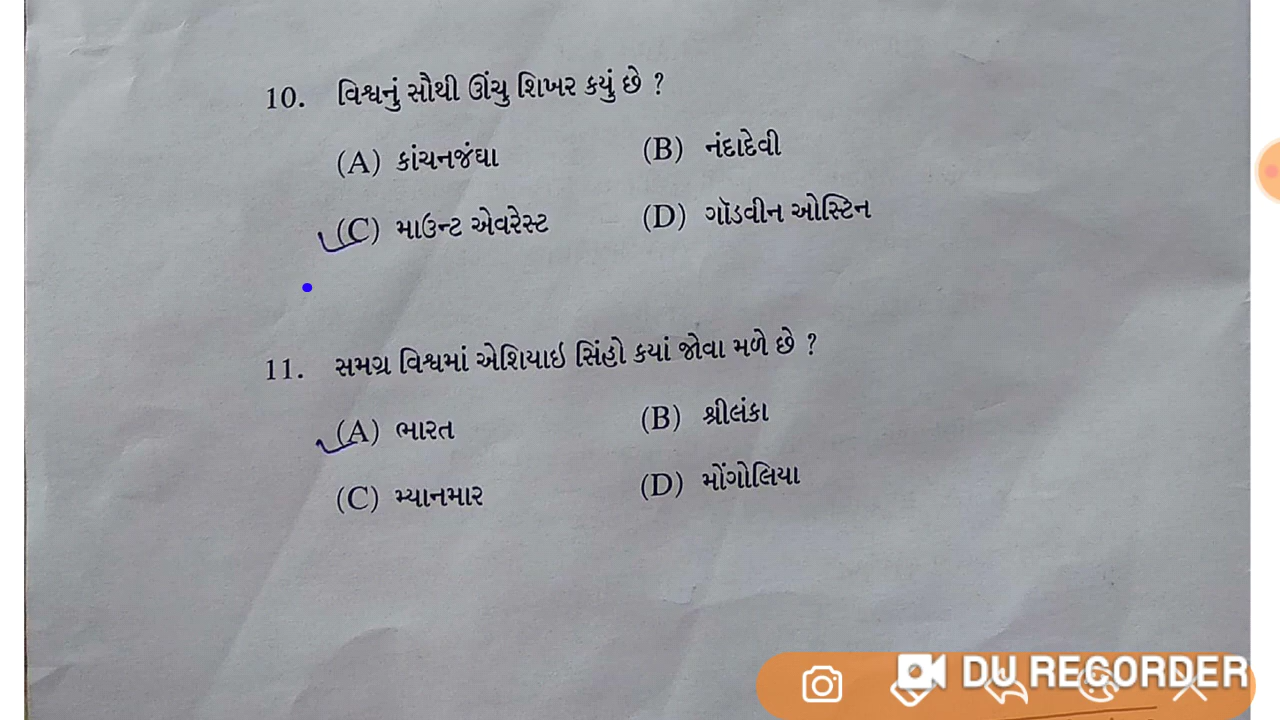 10. વિશ્વનું સૌથી ઊંચુ શિખર કયું છે ?
(A) કાંચનજંઘા (B) નંદાદેવી
(C) માઉન્ટ એવરેસ્ટ (D) ગૉડવીન ઓસ્ટિન
11. સમગ્ર વિશ્વમાં એશિયાઇ સિંહો કયાં જોવા મળે છે ?
(A) ભારત (B) શ્રીલંકા
(C) મ્યાનમાર (D) મોંગોલિયા
DU RECORDER